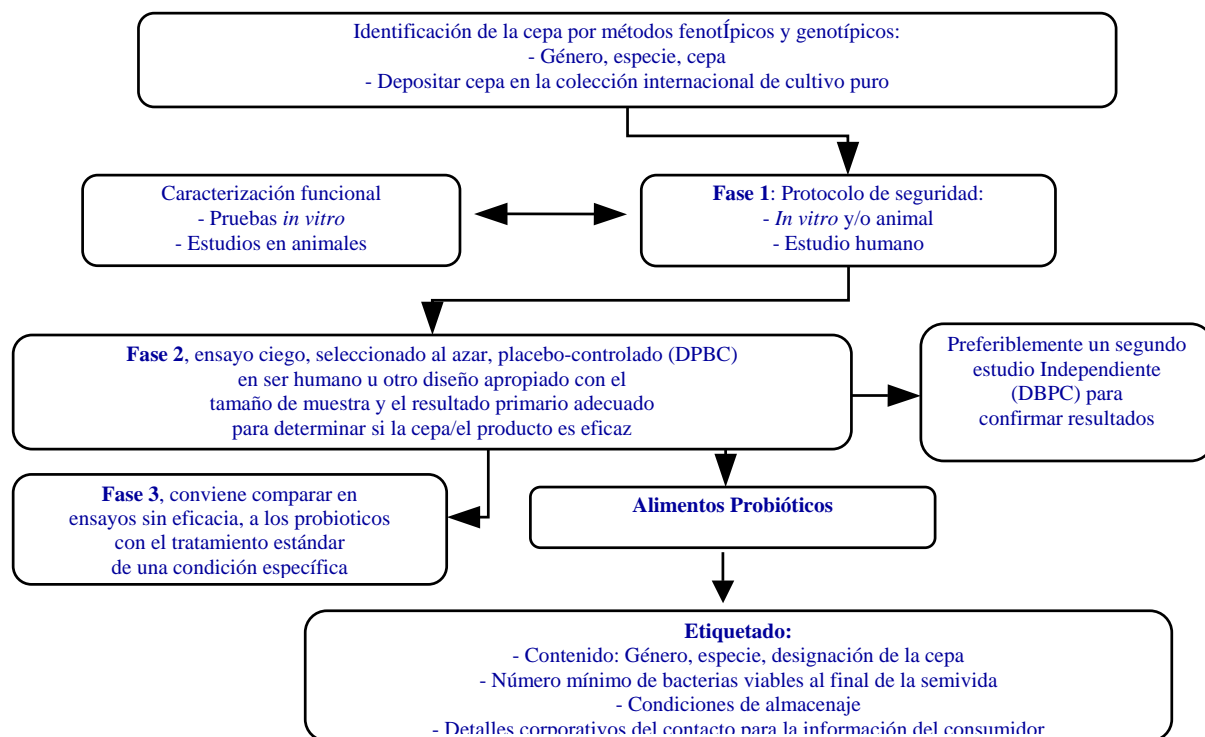 Identificación de la cepa por métodos fenotÍpicos y genotípicos:
- Género, especie, cepa
- Depositar cepa en la colección internacional de cultivo puro
Caracterización funcional
- Pruebas in vitro
- Estudios en animales
Fase 1: Protocolo de seguridad:
- In vitro y/o animal
- Estudio humano
Fase 2, ensayo ciego, seleccionado al azar, placebo-controlado (DPBC)
en ser humano u otro diseño apropiado con el
tamaño de muestra y el resultado primario adecuado
para determinar si la cepa/el producto es eficaz
Preferiblemente un segundo
estudio Independiente
(DBPC) para
confirmar resultados
Fase 3, conviene comparar en
ensayos sin eficacia, a los probioticos
con el tratamiento estándar
de una condición específica
Alimentos Probióticos
Etiquetado:
- Contenido: Género, especie, designación de la cepa
- Número mínimo de bacterias viables al final de la semivida
- Condiciones de almacenaje
- Detalles corporativos del contacto para la información del consumidor